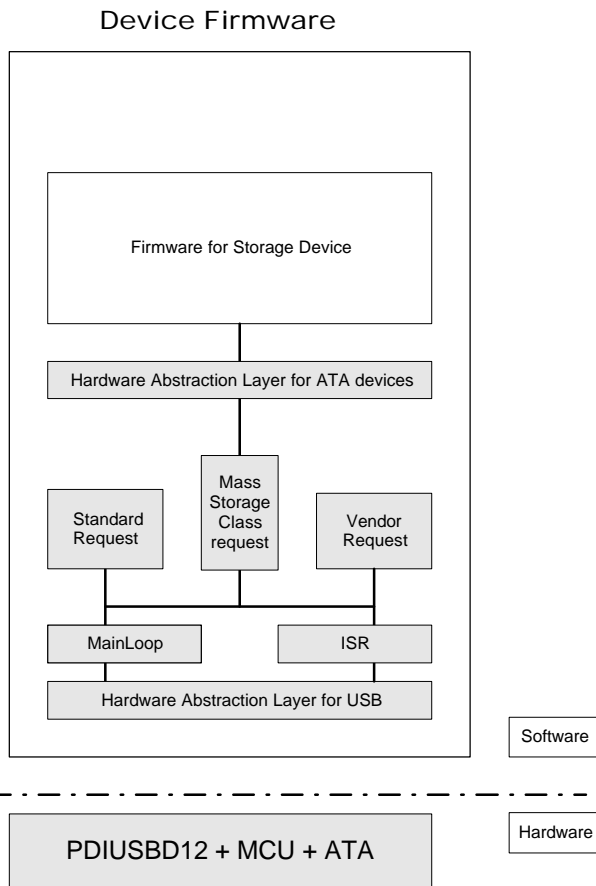 Device Firmware
Firmware for Storage Device
Hardware Abstraction Layer for ATA devices
Mass
Storage
Class
request
Standard
Request
Vendor
Request
MainLoop
ISR
Hardware Abstraction Layer for USB
Software
Hardware
PDIUSBD12 + MCU + ATA